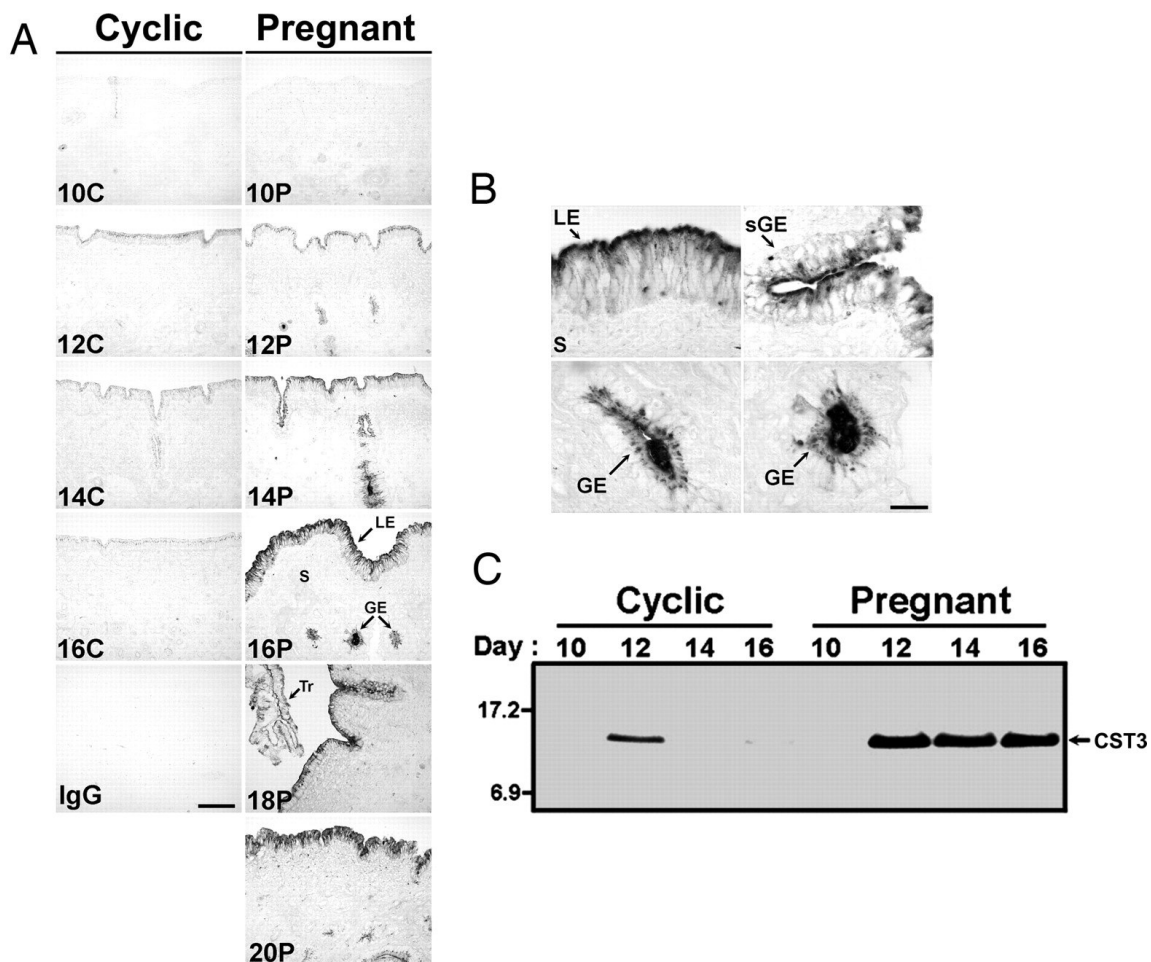 A
Cyclic Pregnant
10C 10P
12C 12P
14C 14P
LE
S
GE
16C 16P
Tr
IgG 18P
20P
B
LE sGE
S
GE GE
C
Cyclic Pregnant
Day : 10 12 14 16 10 12 14 16
17.2
CST3
6.9